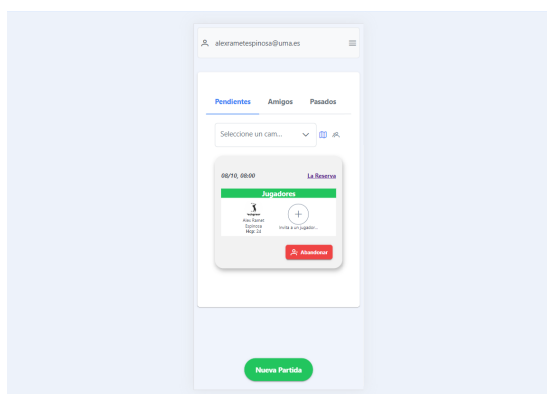 alexrametespinosa@uma.es
Pendientes Amigos Pasados
Seleccione un cam...
08/10, 08:00 La Reserva
Jugadores
Alex Ramet
Espinosa
Hcp: 23
Invita a un jugador...
Abandonar
Nueva Partida